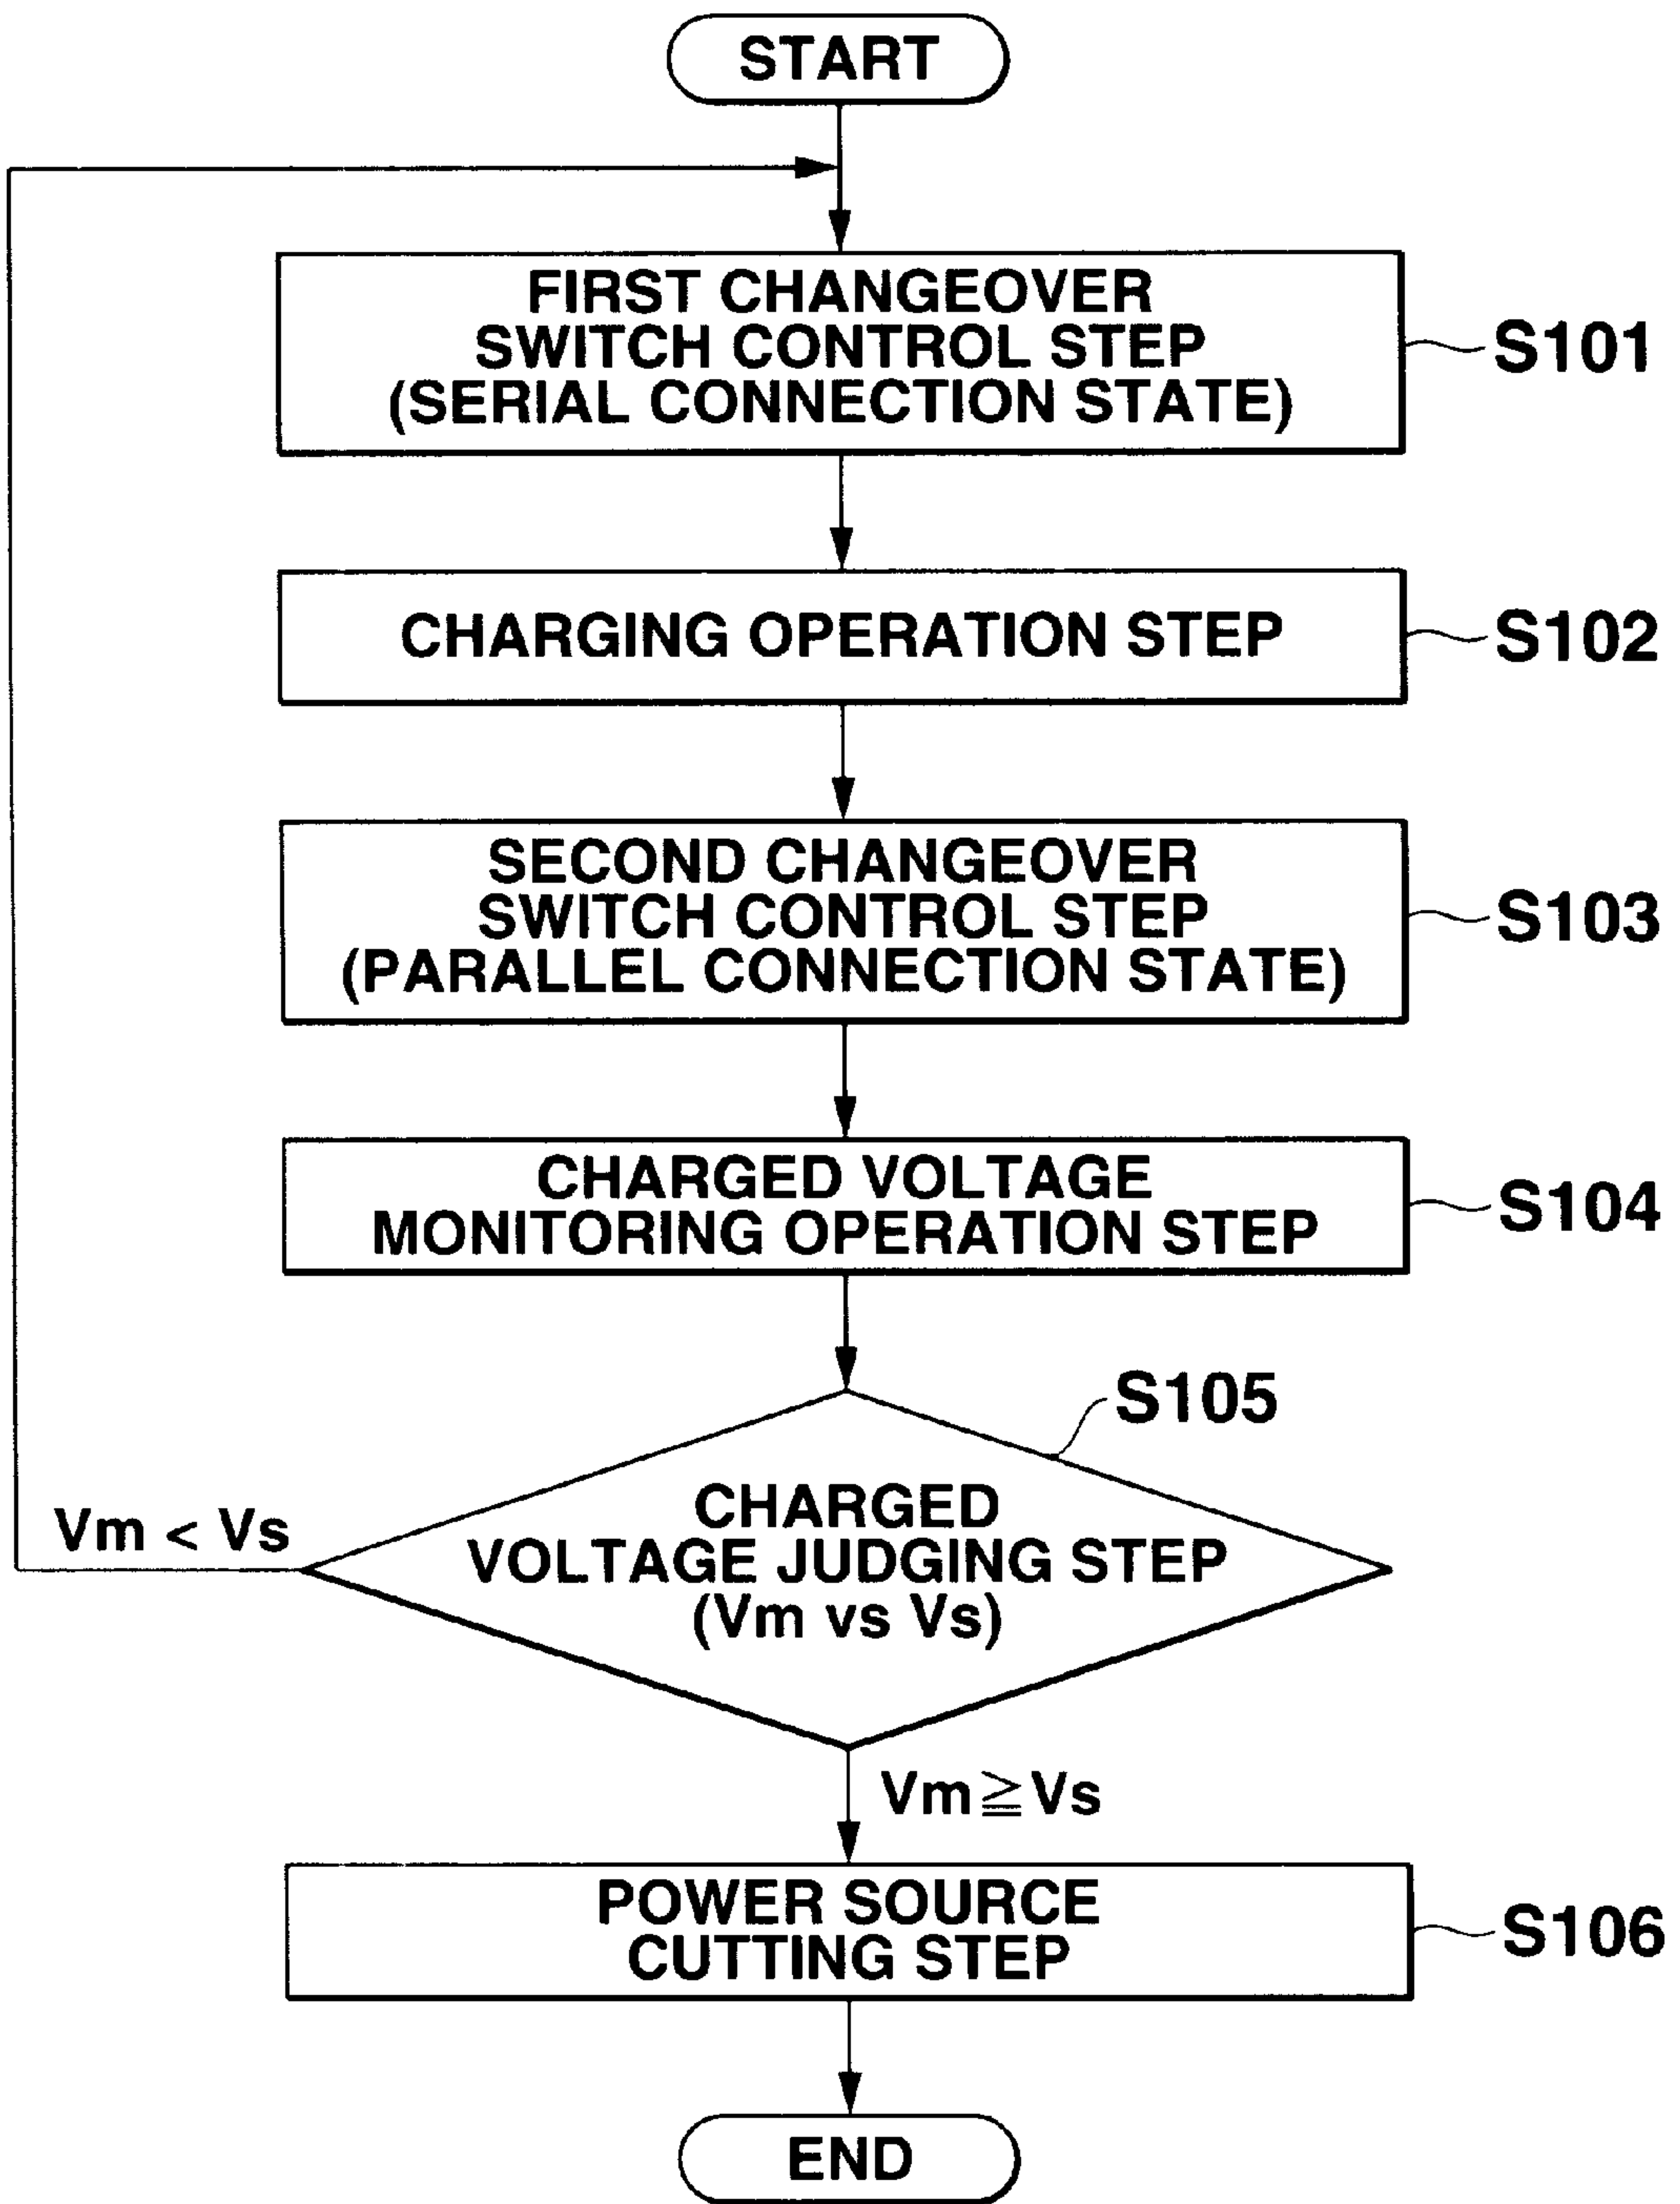 START
FIRST CHANGEOVER
SWITCH CONTROL STEP
(SERIAL CONNECTION STATE)
S101
CHARGING OPERATION STEP
S102
SECOND CHANGEOVER
SWITCH CONTROL STEP
(PARALLEL CONNECTION STATE)
S103
CHARGED VOLTAGE
MONITORING OPERATION STEP
S104
S105
CHARGED
VOLTAGE JUDGING STEP
(Vm vs Vs)
Vm < Vs
Vm ≧ Vs
POWER SOURCE
CUTTING STEP
S106
END